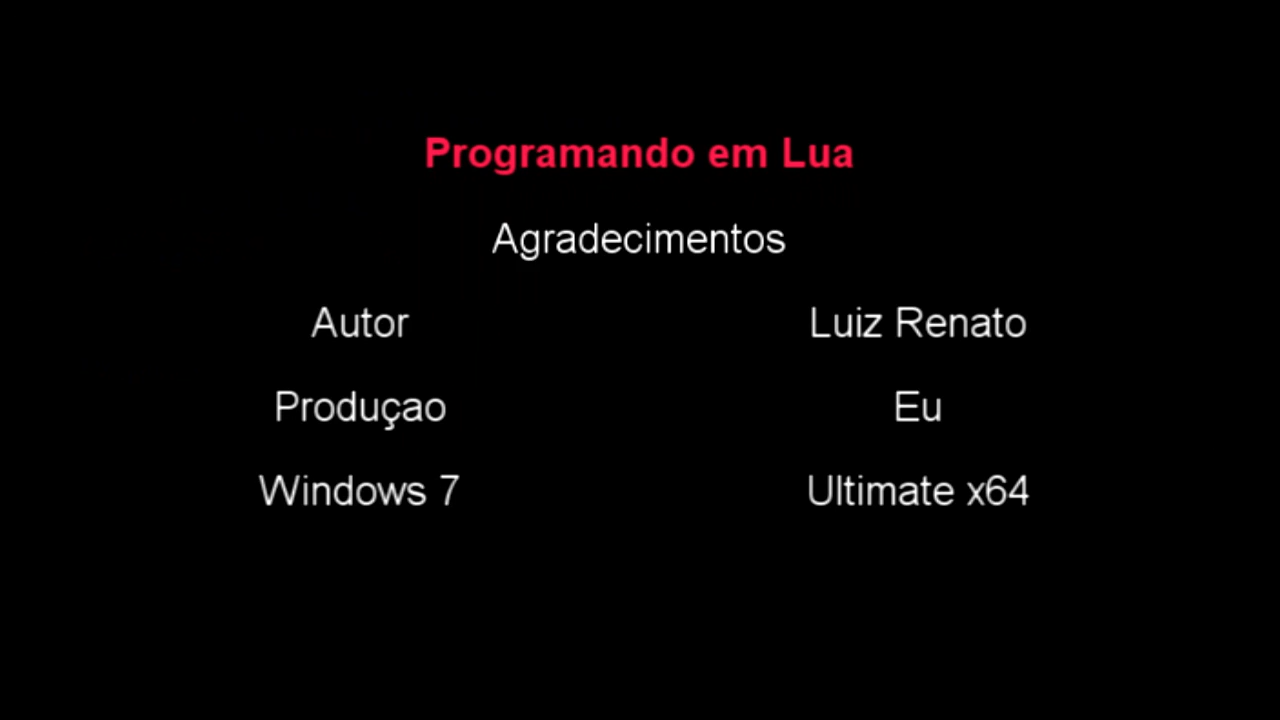 Programando em Lua
Agradecimentos
Autor Luiz Renato
Produçao Eu
Windows 7 Ultimate x64